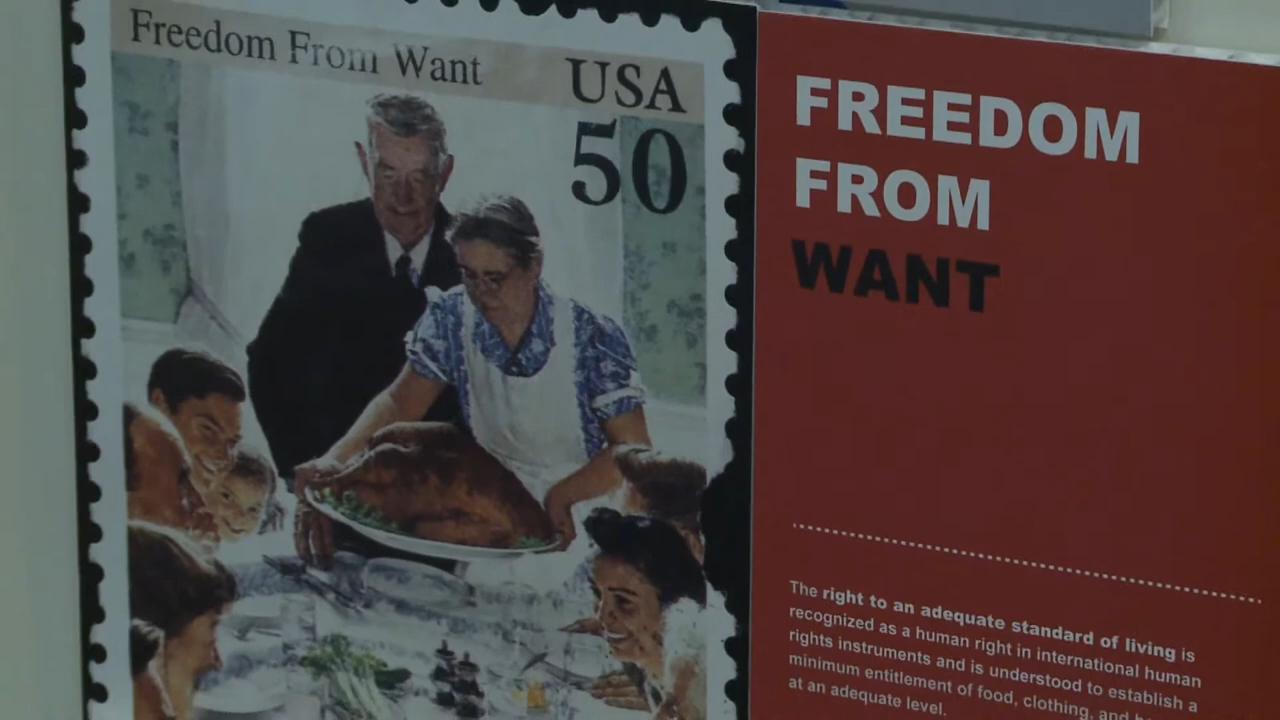 Freedom From Want
USA
50
FREEDOM
FROM
WANT
The right to an adequate standard of living is
recognized as a human right in international human
rights instruments and is understood to establish a
minimum entitlement of food, clothing, and
at an adequate level.